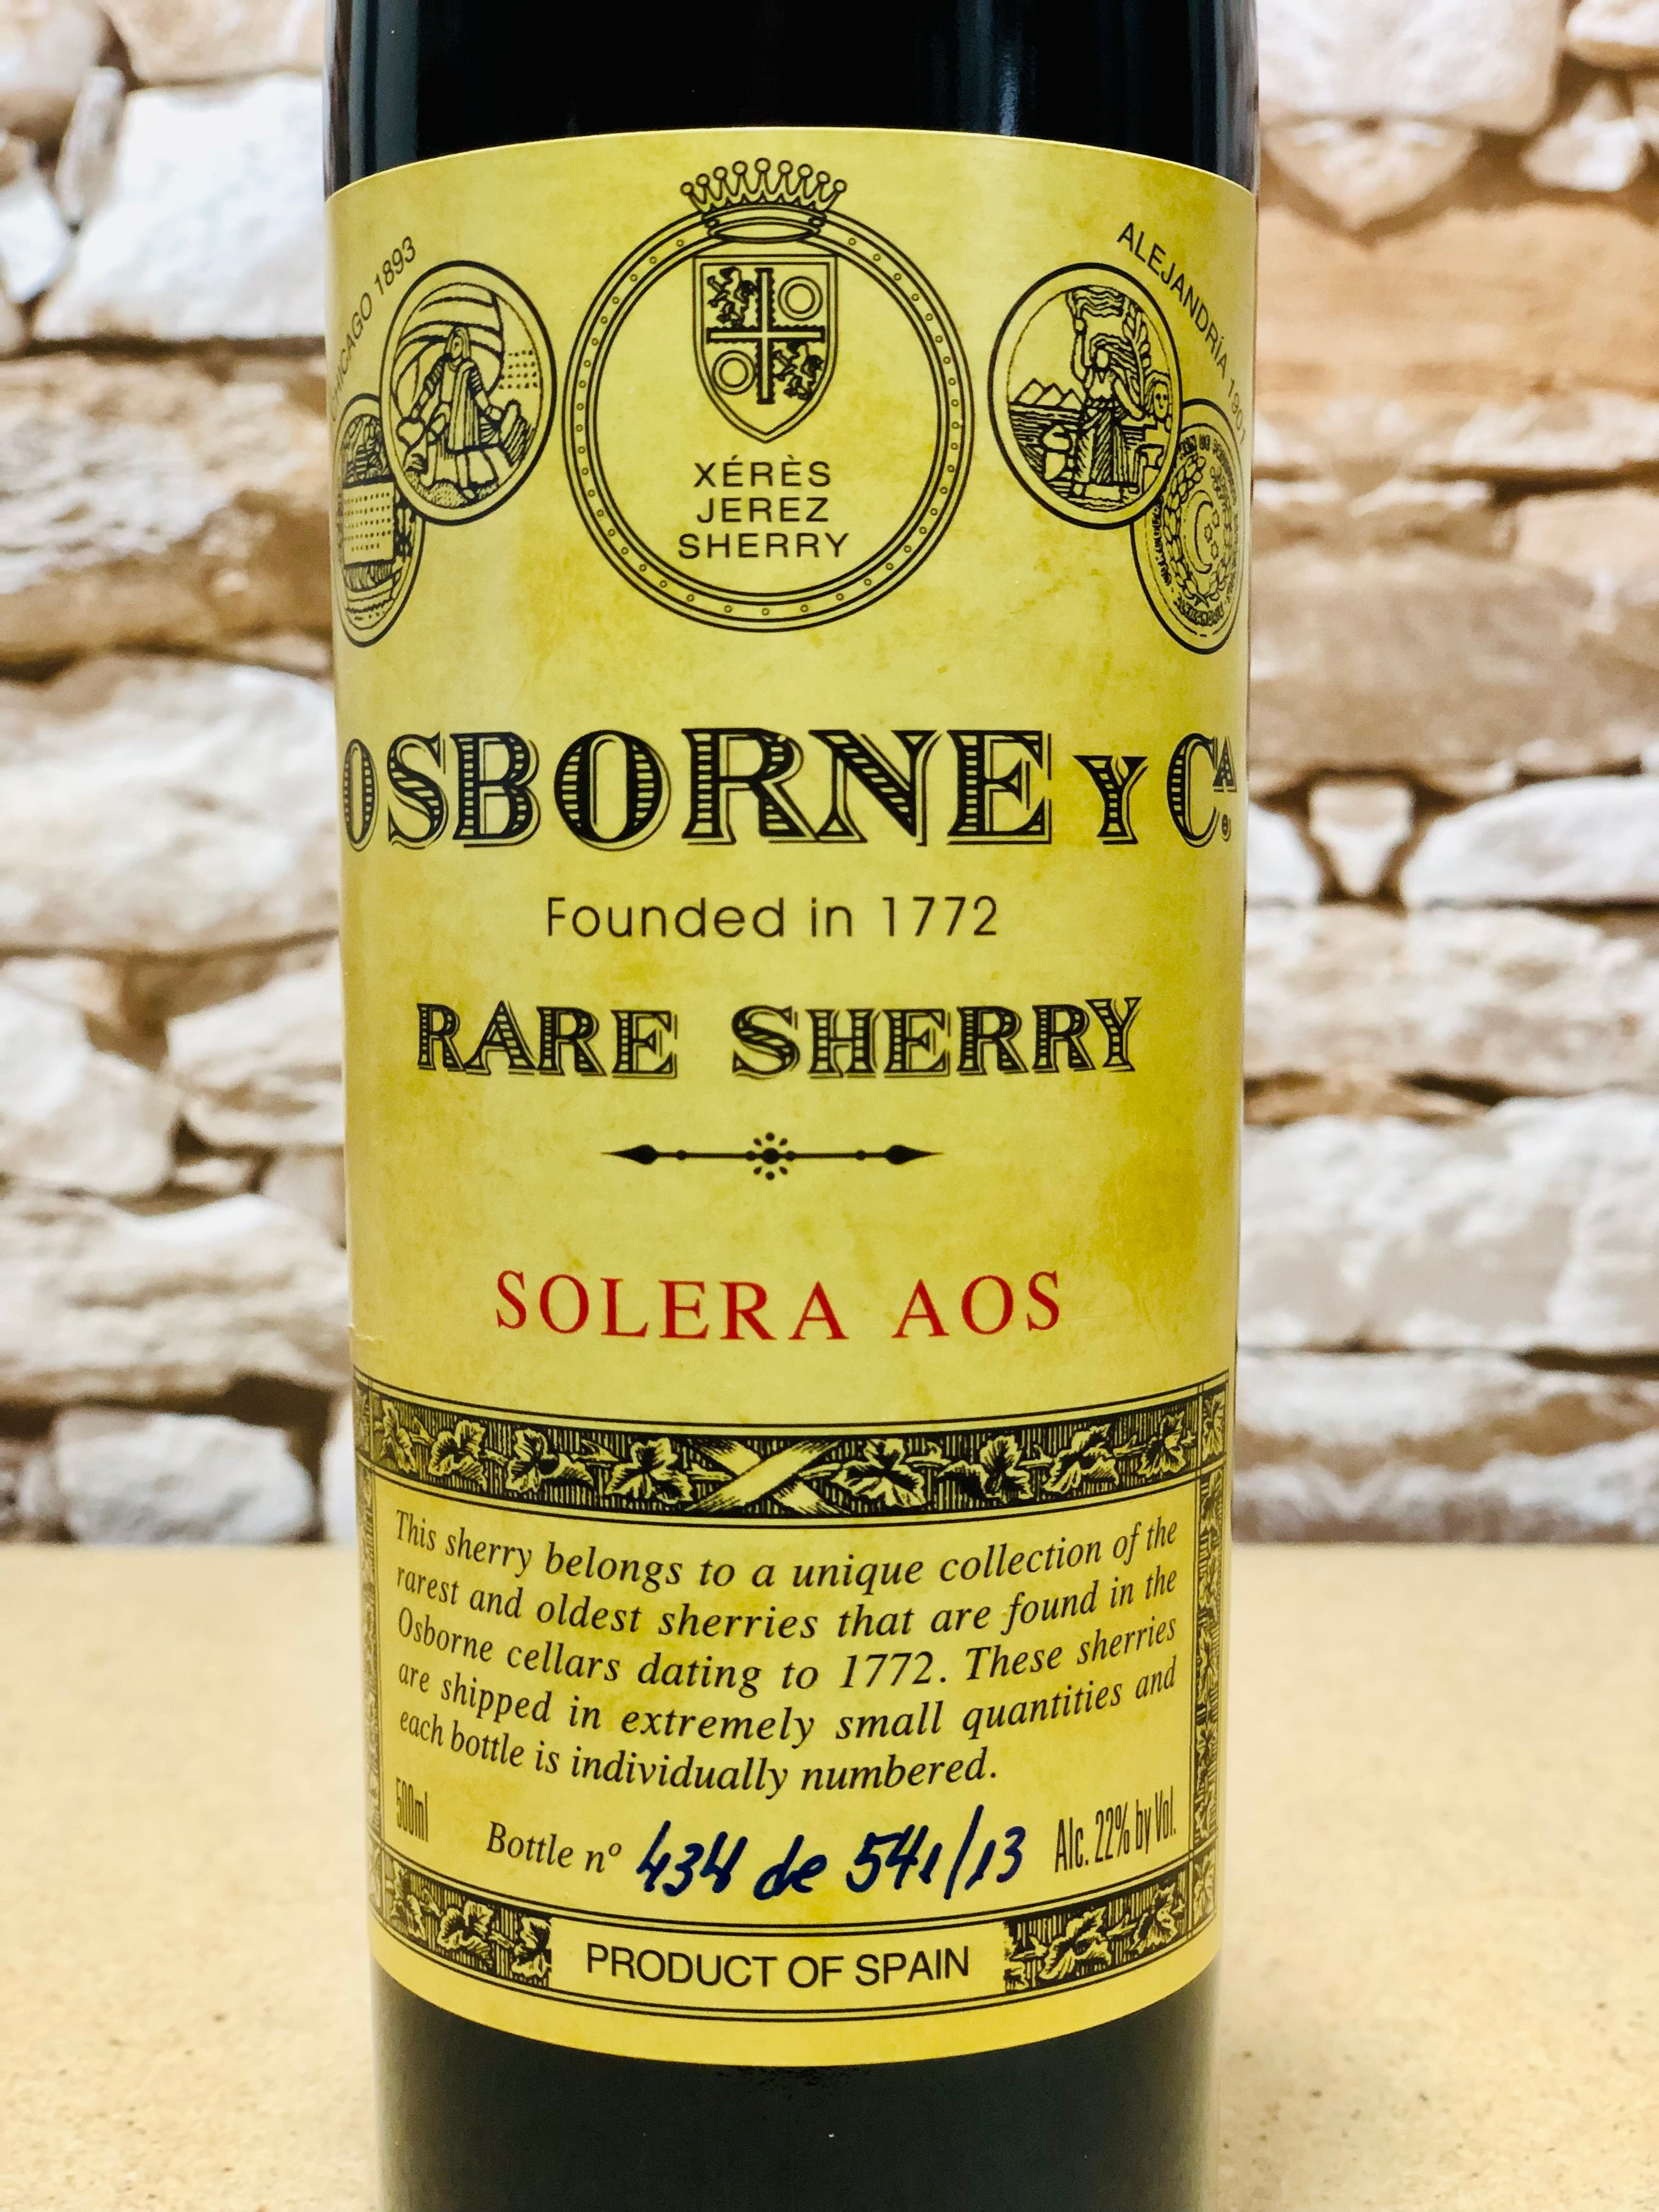 CHICAGO 1893
ALEJANDRÍA 1901
XÉRÈS
JEREZ
SHERRY
OSBORNE Y CA.
Founded in 1772
RARE SHERRY
SOLERA AOS
This sherry belongs to a unique collection of the
rarest and oldest sherries that are found in the
Osborne cellars dating to 1772. These sherries
are shipped in extremely small quantities and
each bottle is individually numbered.
500ml Bottle nº 434 de 541/13 Alc. 22% by Vol.
PRODUCT OF SPAIN